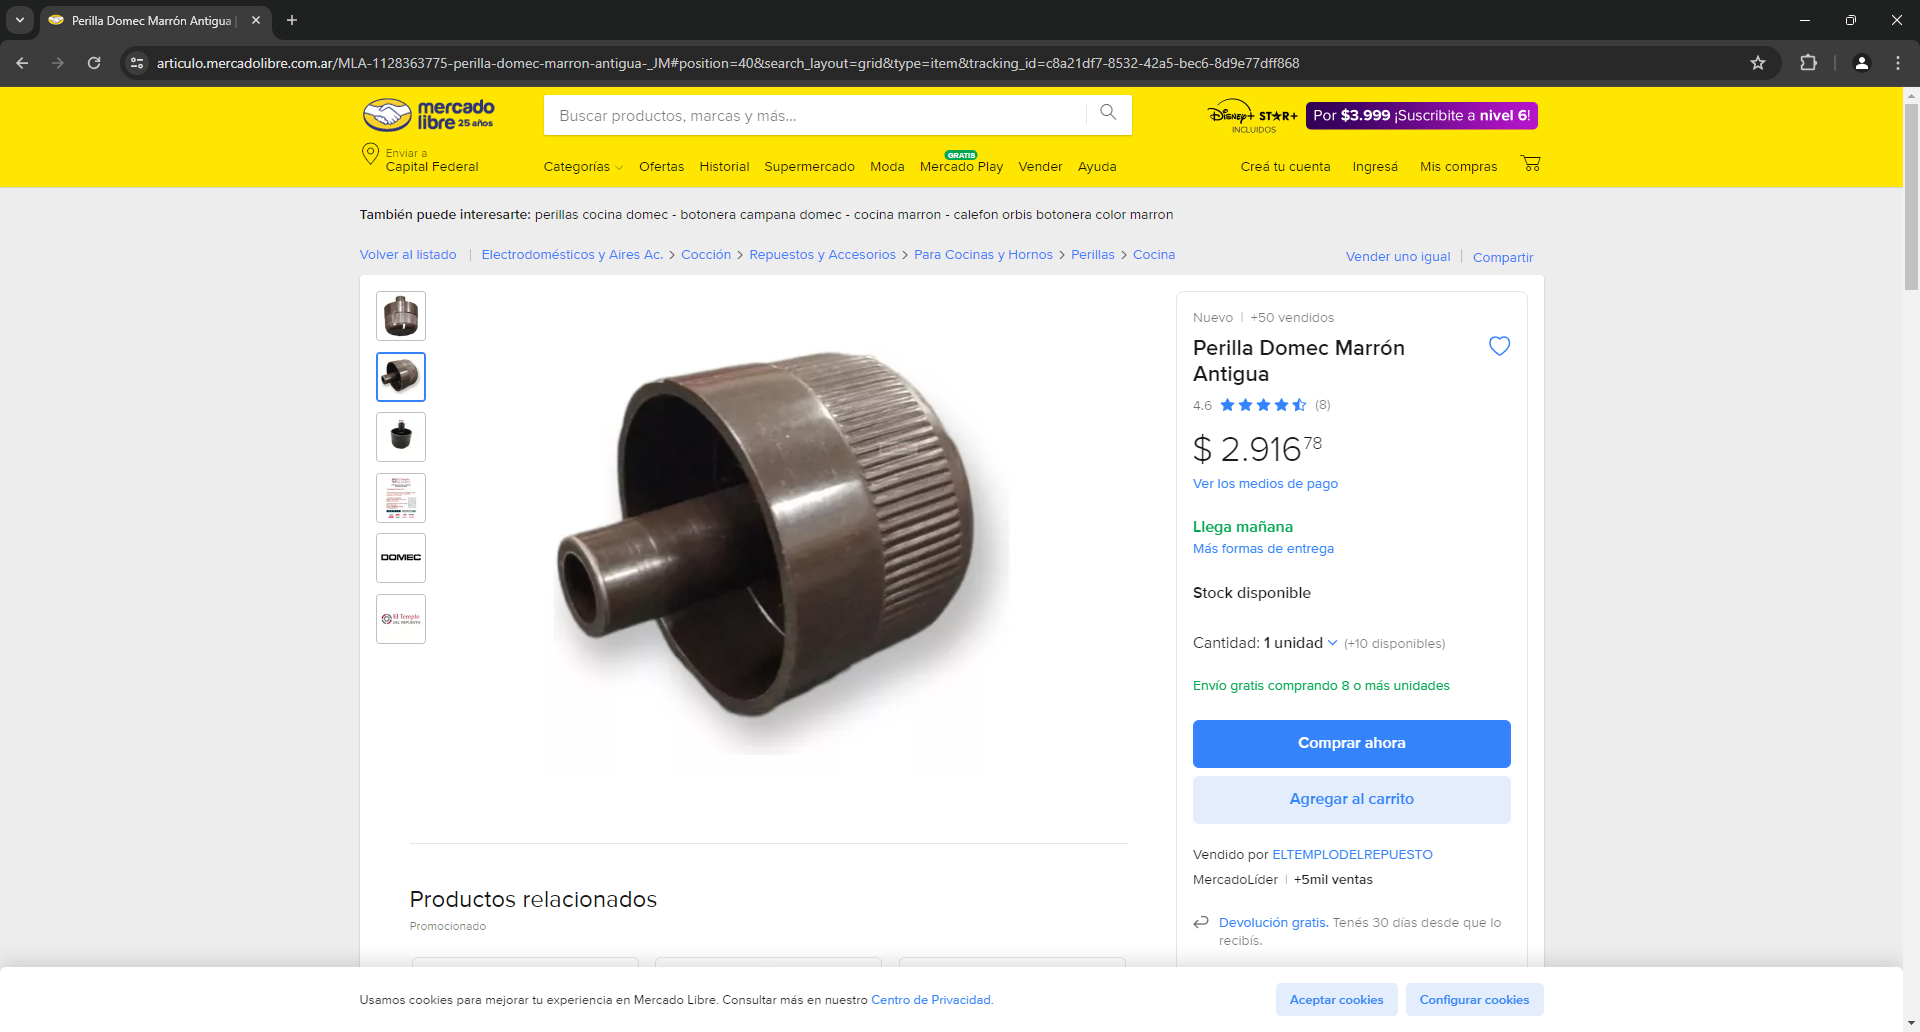 Perilla Domec Marrón Antigua |
articulo.mercadolibre.com.ar/MLA-1128363775-perilla-domec-marron-antigua-_JM#position=40&search_layout=grid&type=item&tracking_id=c8a21df7-8532-42a5-bec6-8d9e77dff868
mercado
libre 25 años
Buscar productos, marcas y más...
Disney+ STAR+
INCLUIDOS
Por $3.999 ¡Suscribite a nivel 6!
Enviar a
Capital Federal
Categorías
Ofertas
Historial
Supermercado
Moda
GRATIS
Mercado Play
Vender
Ayuda
Creá tu cuenta
Ingresá
Mis compras
También puede interesarte: perillas cocina domec - botonera campana domec - cocina marron - calefon orbis botonera color marron
Volver al listado | Electrodomésticos y Aires Ac. > Cocción > Repuestos y Accesorios > Para Cocinas y Hornos > Perillas > Cocina
Vender uno igual | Compartir
DOMEC
El Templo
DEL REPUESTO
Nuevo | +50 vendidos
Perilla Domec Marrón
Antigua
4.6 (8)
$ 2.916 78
Ver los medios de pago
Llega mañana
Más formas de entrega
Stock disponible
Cantidad: 1 unidad (+10 disponibles)
Envío gratis comprando 8 o más unidades
Comprar ahora
Agregar al carrito
Vendido por ELTEMPLODELREPUESTO
MercadoLíder | +5mil ventas
Devolución gratis. Tenés 30 días desde que lo
recibís.
Productos relacionados
Promocionado
Usamos cookies para mejorar tu experiencia en Mercado Libre. Consultar más en nuestro Centro de Privacidad.
Aceptar cookies
Configurar cookies